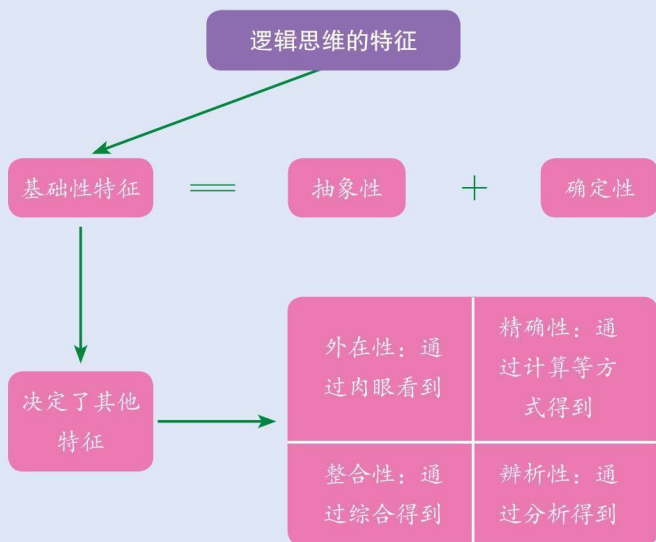 逻辑思维的特征
基础性特征
抽象性
+
确定性
决定了其他
特征
外在性：通
过肉眼看到
精确性：通
过计算等方
式得到
整合性：通
过综合得到
辨析性：通
过分析得到